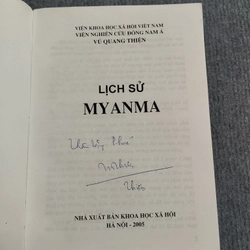 VIỆN KHOA HỌC XÃ HỘI VIỆT NAM
VIỆN NGHIÊN CỨU ĐÔNG NAM Á
VŨ QUANG THIỆN
LỊCH SỬ
MYANMA
NHÀ XUẤT BẢN KHOA HỌC XÃ HỘI
HÀ NỘI - 2005